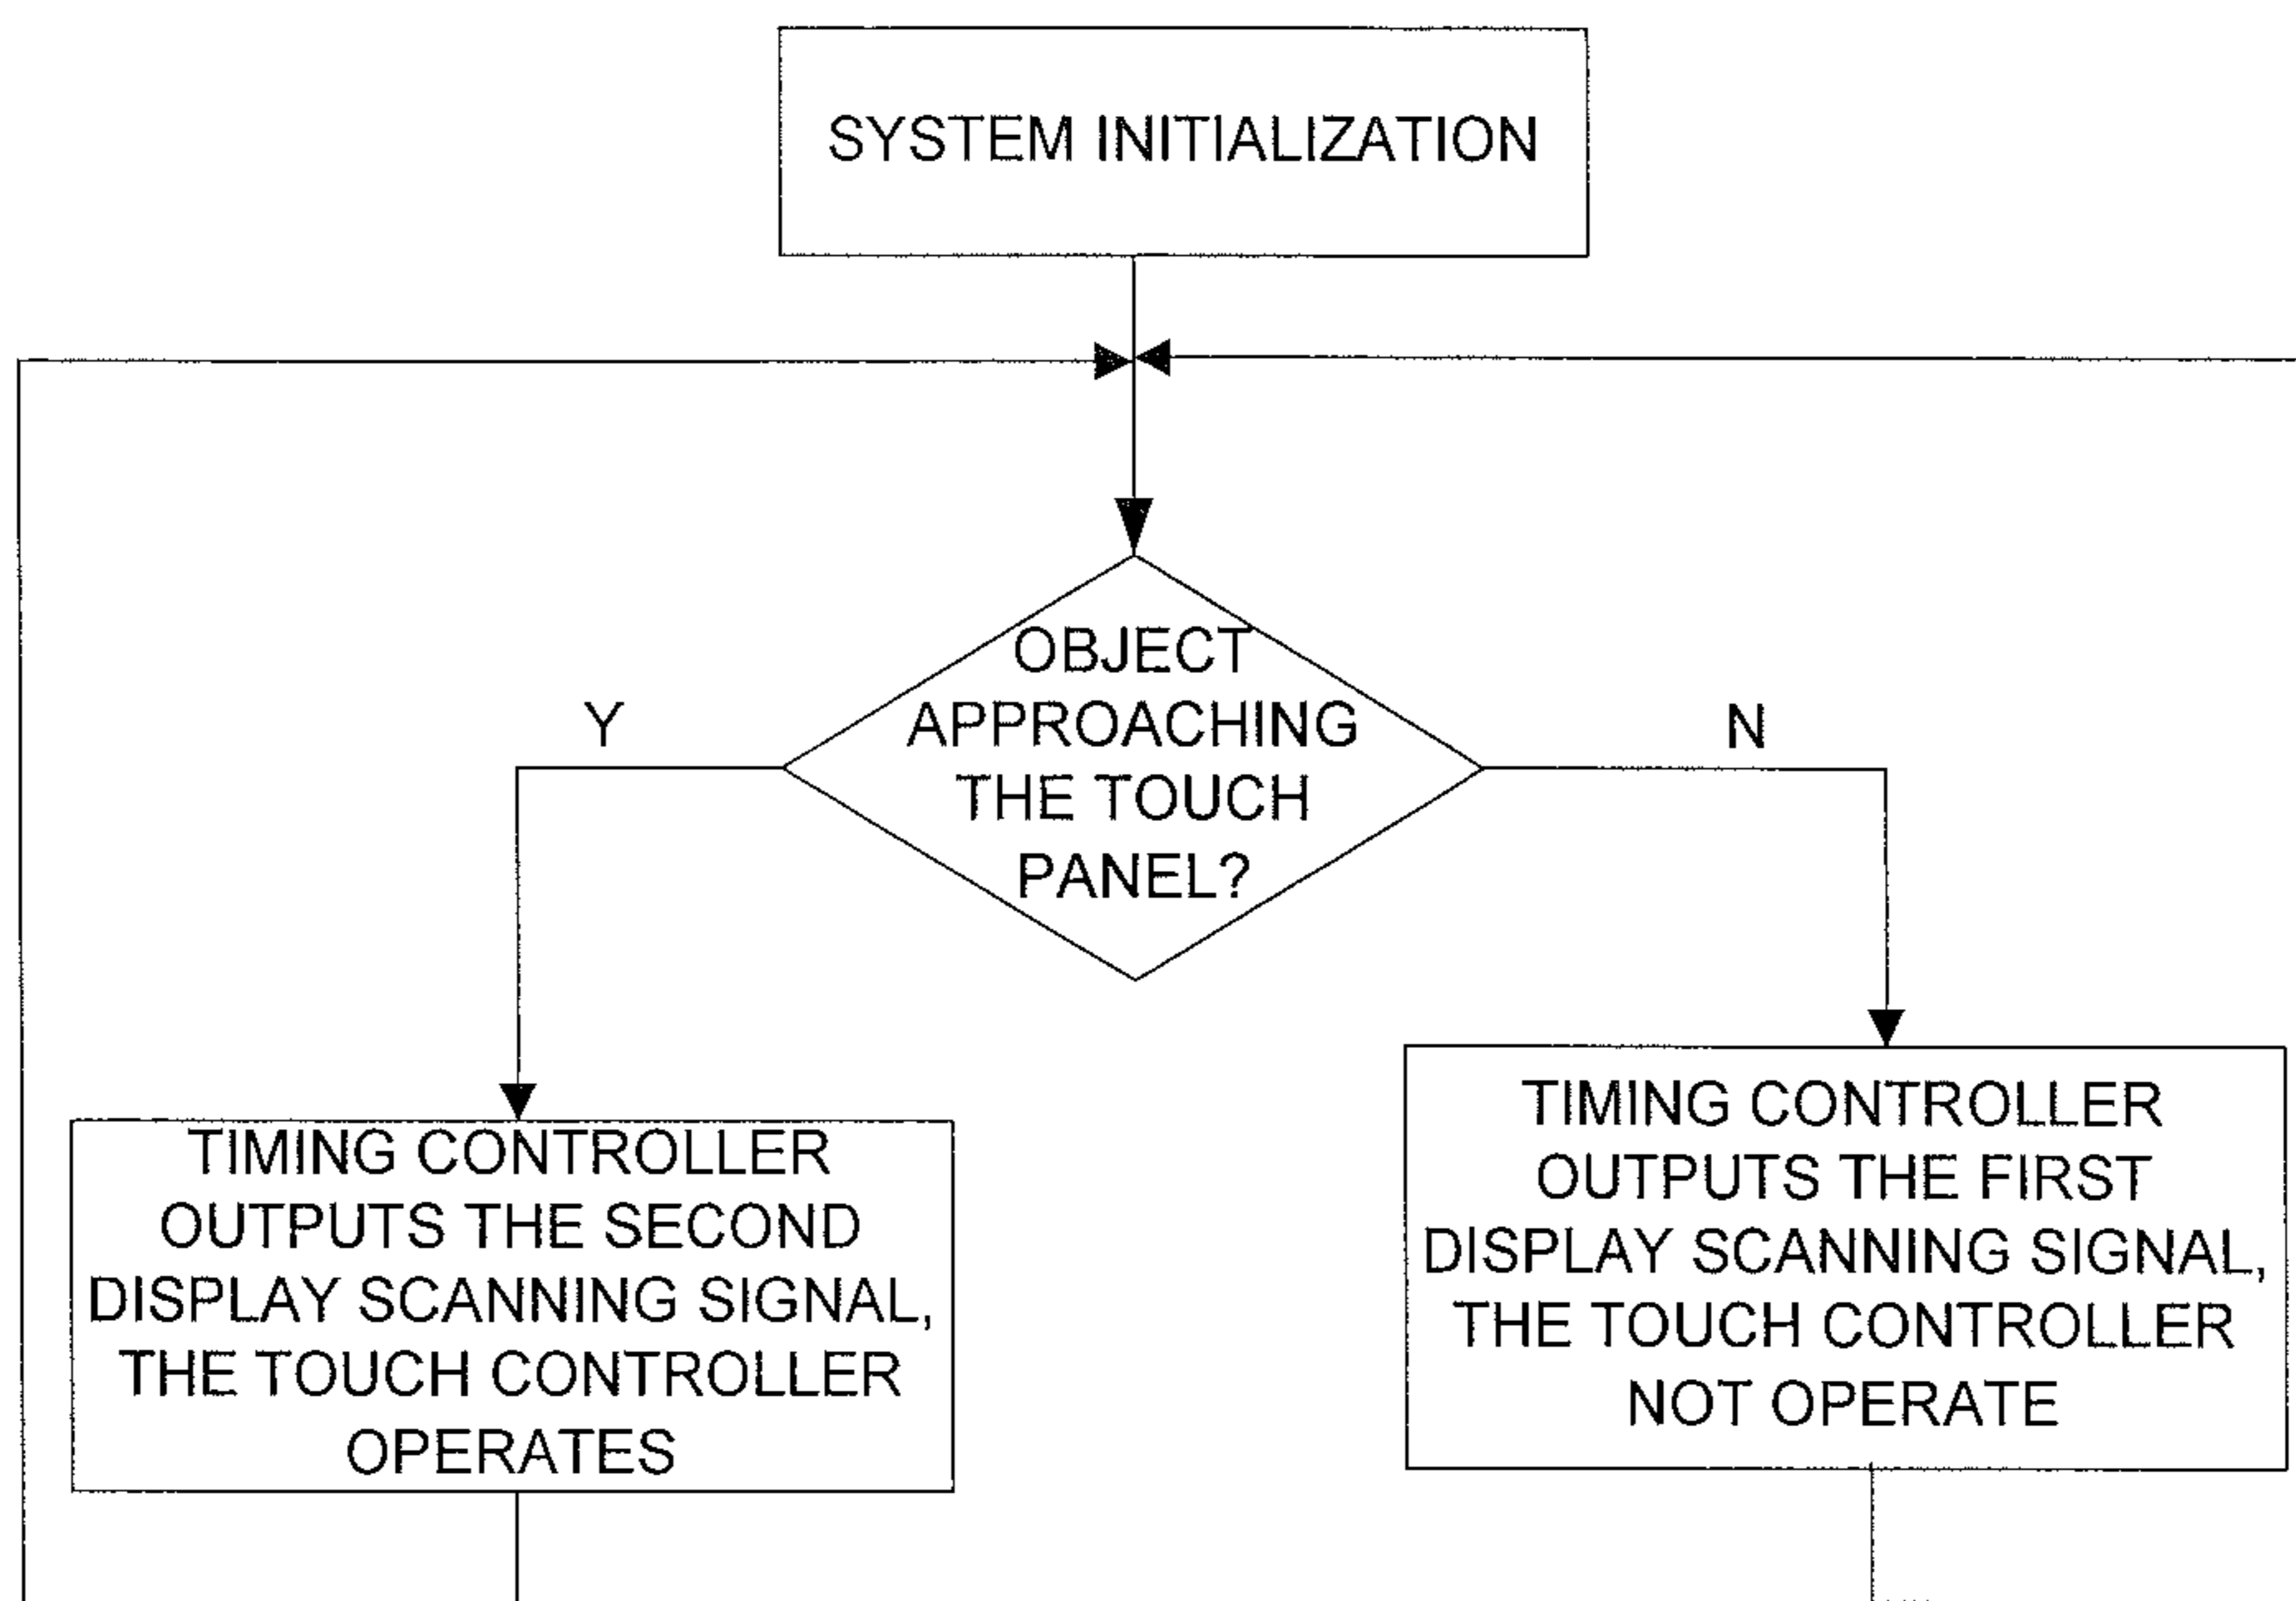 SYSTEM INITIALIZATION
OBJECT
APPROACHING
THE TOUCH
PANEL?
Y
N
TIMING CONTROLLER
OUTPUTS THE SECOND
DISPLAY SCANNING SIGNAL,
THE TOUCH CONTROLLER
OPERATES
TIMING CONTROLLER
OUTPUTS THE FIRST
DISPLAY SCANNING SIGNAL,
THE TOUCH CONTROLLER
NOT OPERATE